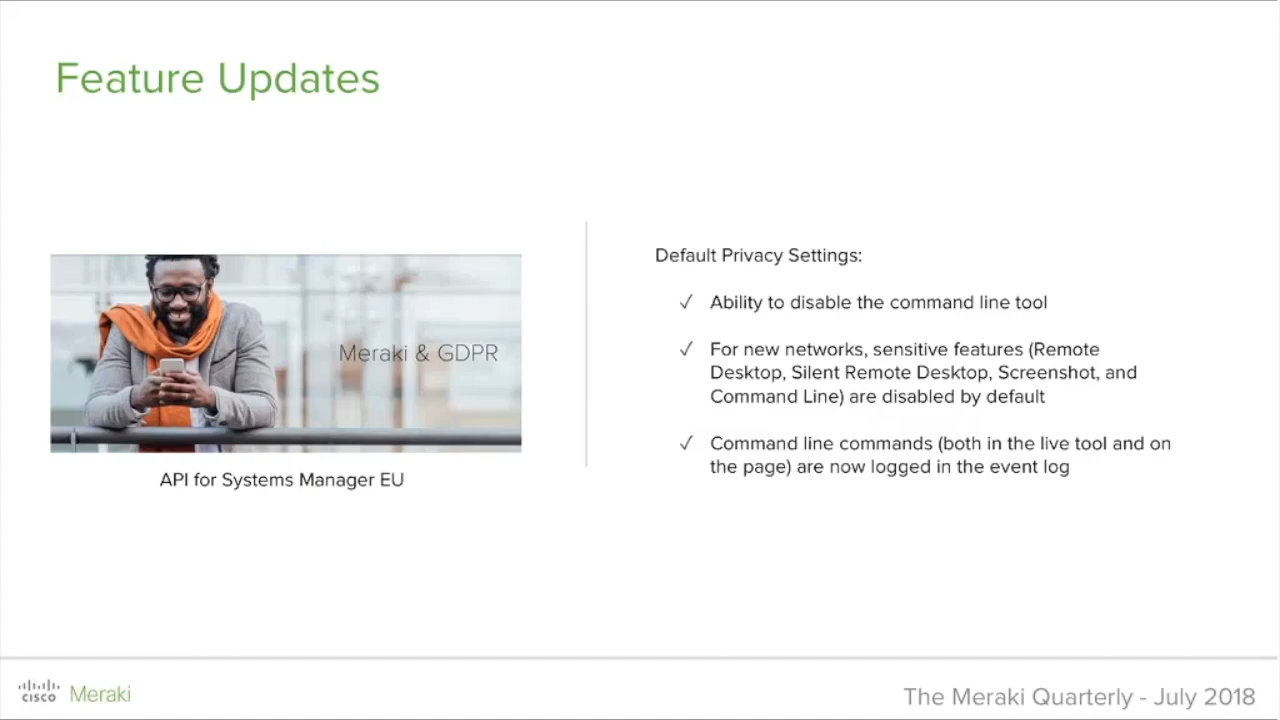 Feature Updates
Meraki & GDPR
API for Systems Manager EU
Default Privacy Settings:
✓ Ability to disable the command line tool
✓ For new networks, sensitive features (Remote
Desktop, Silent Remote Desktop, Screenshot, and
Command Line) are disabled by default
✓ Command line commands (both in the live tool and on
the page) are now logged in the event log
CISCO Meraki
The Meraki Quarterly - July 2018